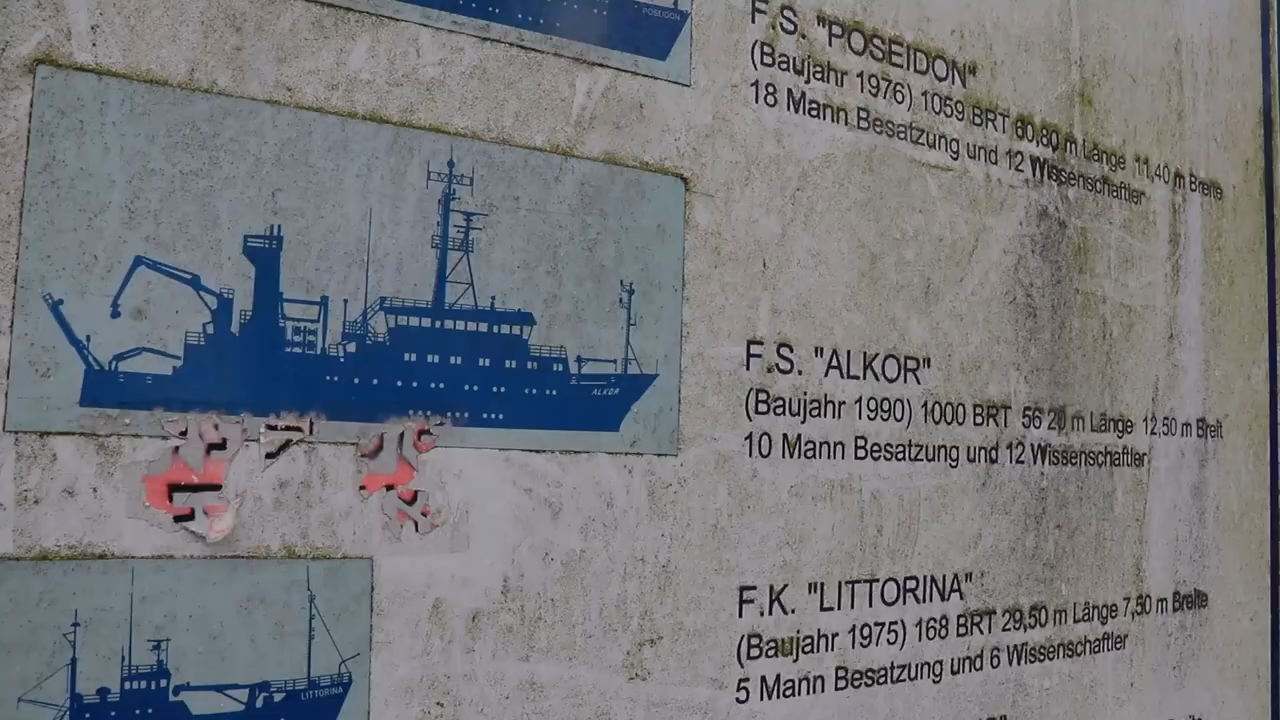 POSEIDON
F.S. "POSEIDON"
(Baujahr 1976) 1059 BRT 60,80 m Länge 11,40 m Breite
18 Mann Besatzung und 12 Wissenschaftler
ALKOR
F.S. "ALKOR"
(Baujahr 1990) 1000 BRT 56 20 m Länge 12,50 m Breit
10 Mann Besatzung und 12 Wissenschaftler
LITTORINA
F.K. "LITTORINA"
(Baujahr 1975) 168 BRT 29,50 m Länge 7,50 m Breite
5 Mann Besatzung und 6 Wissenschaftler